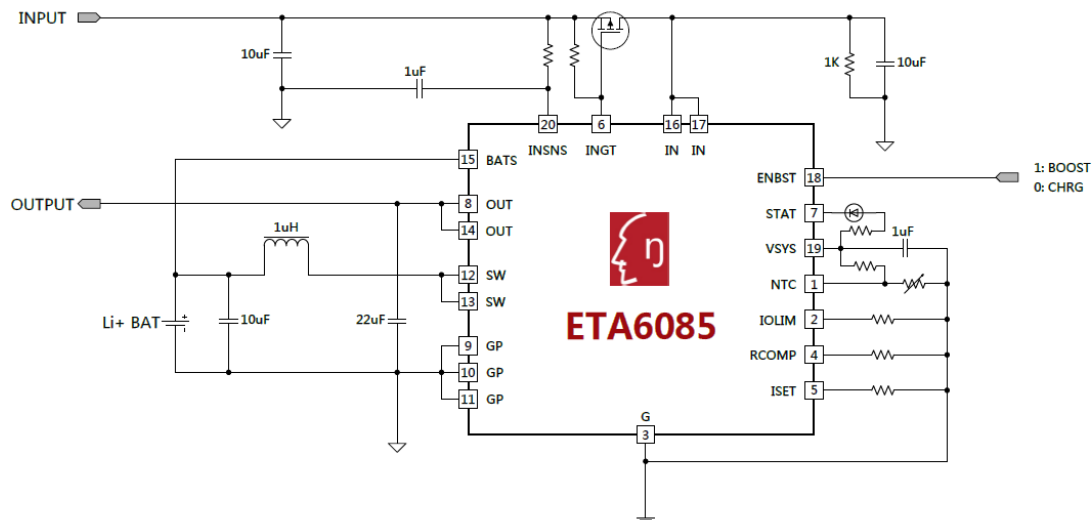 INPUT
10uF
1uF
1K
10uF
20
6
16
17
INSNS
INGT
IN
IN
15
BATS
ENBST
18
1: BOOST
0: CHRG
OUTPUT
8
OUT
STAT
7
14
OUT
1uH
VSYS
19
1uF
12
SW
NTC
1
13
SW
Li+ BAT
10uF
22uF
ETA6085
IOLIM
2
9
GP
RCOMP
4
10
GP
ISET
5
11
GP
G
3
ŋ
+
-